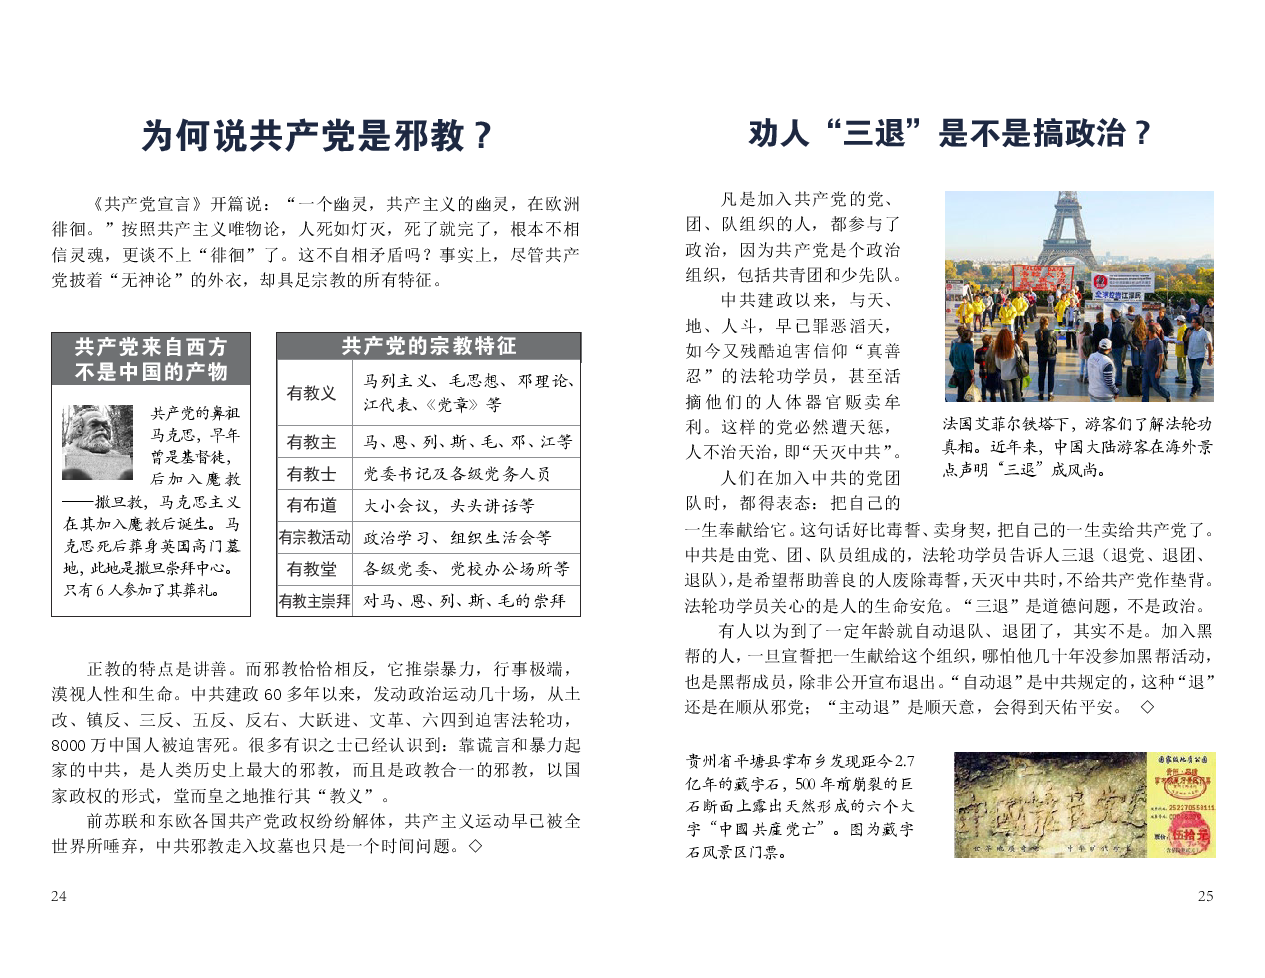 为何说共产党是邪教？
《共产党宣言》开篇说：“一个幽灵，共产主义的幽灵，在欧洲
徘徊。”按照共产主义唯物论，人死如灯灭，死了就完了，根本不相
信灵魂，更谈不上“徘徊”了。这不自相矛盾吗？事实上，尽管共产
党披着“无神论”的外衣，却具足宗教的所有特征。
共产党来自西方
不是中国的产物
共产党的鼻祖
马克思，早年
曾是基督徒，
后加入魔教
——撒旦教，马克思主义
在其加入魔教后诞生。马
克思死后葬身英国高门墓
地，此地是撒旦崇拜中心。
只有6人参加了其葬礼。
共产党的宗教特征
有教义
马列主义、毛思想、邓理论、
江代表、《党章》等
有教主 马、恩、列、斯、毛、邓、江等
有教士 党委书记及各级党务人员
有布道 大小会议，头头讲话等
有宗教活动 政治学习、组织生活会等
有教堂 各级党委、党校办公场所等
有教主崇拜 对马、恩、列、斯、毛的崇拜
正教的特点是讲善。而邪教恰恰相反，它推崇暴力，行事极端，
漠视人性和生命。中共建政60多年以来，发动政治运动几十场，从土
改、镇反、三反、五反、反右、大跃进、文革、六四到迫害法轮功，
8000万中国人被迫害死。很多有识之士已经认识到：靠谎言和暴力起
家的中共，是人类历史上最大的邪教，而且是政教合一的邪教，以国
家政权的形式，堂而皇之地推行其“教义”。
前苏联和东欧各国共产党政权纷纷解体，共产主义运动早已被全
世界所唾弃，中共邪教走入坟墓也只是一个时间问题。◇
24
劝人“三退”是不是搞政治？
凡是加入共产党的党、
团、队组织的人，都参与了
政治，因为共产党是个政治
组织，包括共青团和少先队。
中共建政以来，与天、
地、人斗，早已罪恶滔天，
如今又残酷迫害信仰“真善
忍”的法轮功学员，甚至活
摘他们的人体器官贩卖牟
利。这样的党必然遭天惩，
人不治天治，即“天灭中共”。
人们在加入中共的党团
队时，都得表态：把自己的
一生奉献给它。这句话好比毒誓、卖身契，把自己的一生卖给共产党了。
中共是由党、团、队员组成的，法轮功学员告诉人三退（退党、退团、
退队），是希望帮助善良的人废除毒誓，天灭中共时，不给共产党作垫背。
法轮功学员关心的是人的生命安危。“三退”是道德问题，不是政治。
有人以为到了一定年龄就自动退队、退团了，其实不是。加入黑
帮的人，一旦宣誓把一生献给这个组织，哪怕他几十年没参加黑帮活动，
也是黑帮成员，除非公开宣布退出。“自动退”是中共规定的，这种“退”
还是在顺从邪党；“主动退”是顺天意，会得到天佑平安。 ◇
FALUN DAFA
法国艾菲尔铁塔下，游客们了解法轮功
真相。近年来，中国大陆游客在海外景
点声明“三退”成风尚。
贵州省平塘县掌布乡发现距今2.7
亿年的藏字石，500年前崩裂的巨
石断面上露出天然形成的六个大
字“中國共産党亡”。图为藏字
石风景区门票。
国家级地质公园
伍拾元
25